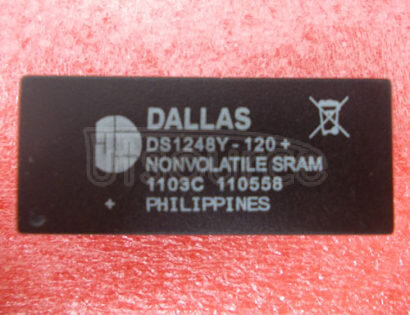 DALLAS
DS1248Y-120+
NONVOLATILE SRAM
1103C 110558
+ PHILIPPINES